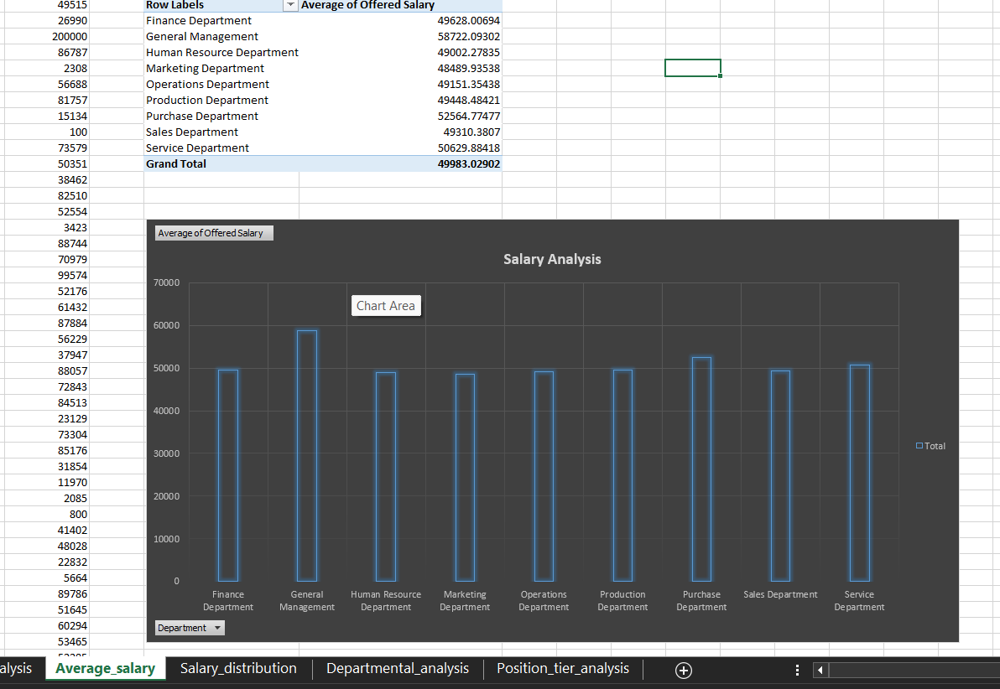 49515 Row Labels Average of Offered Salary
26990 Finance Department 49628.00694
200000 General Management 58722.09302
86787 Human Resource Department 49002.27835
2308 Marketing Department 48489.93538
56688 Operations Department 49151.35438
81757 Production Department 49448.48421
15134 Purchase Department 52564.77477
100 Sales Department 49310.3807
73579 Service Department 50629.88418
50351 Grand Total 49983.02902
38462
82510
52554
3423
88744
70979
99574
52176
61432
87884
56229
37947
88057
72843
84513
23129
73304
85176
31854
11970
2085
800
41402
48028
22832
5664
89786
51645
60294
53465
Average of Offered Salary
Salary Analysis
Chart Area
70000
60000
50000
40000
30000
20000
10000
0
Total
Finance Department
General Management
Human Resource Department
Marketing Department
Operations Department
Production Department
Purchase Department
Sales Department
Service Department
Department
alysis Average_salary Salary_distribution Departmental_analysis Position_tier_analysis